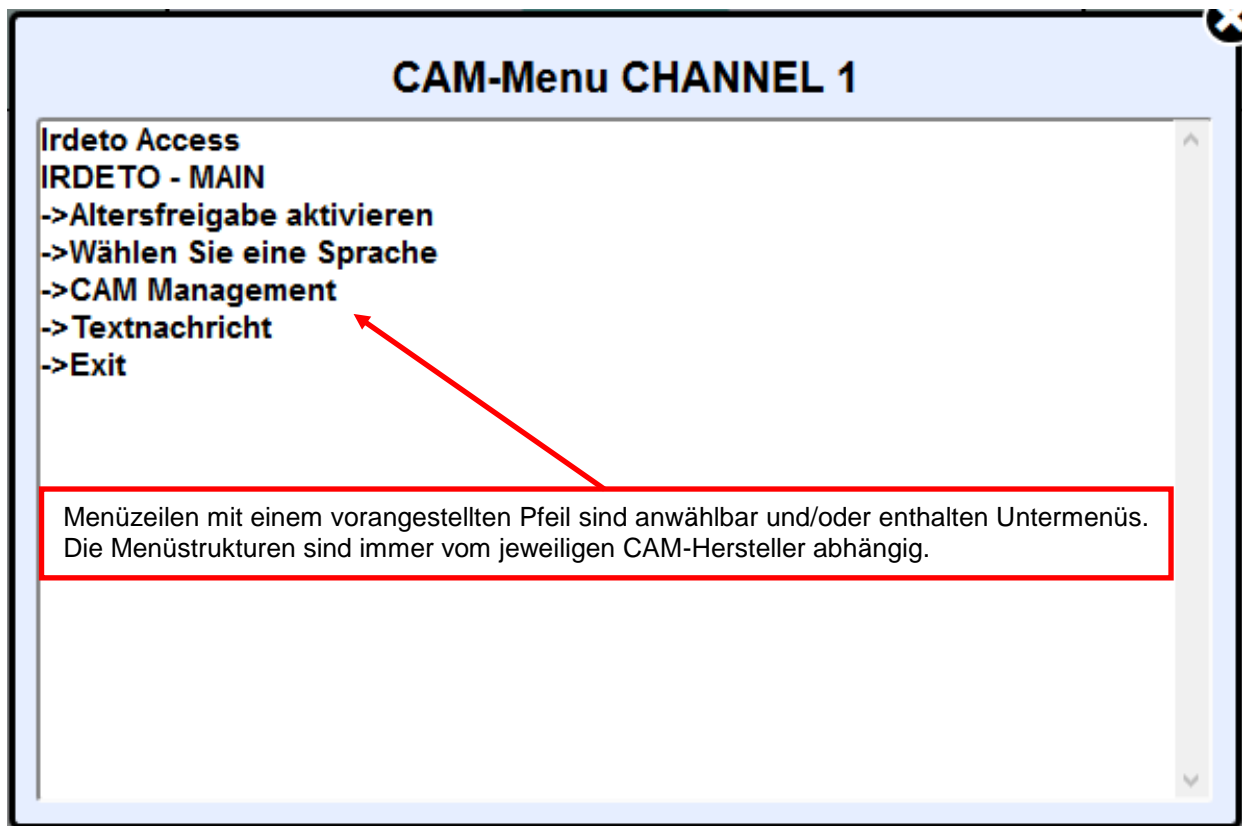 CAM-Menu CHANNEL 1
Irdeto Access
IRDETO - MAIN
->Altersfreigabe aktivieren
->Wählen Sie eine Sprache
->CAM Management
->Textnachricht
->Exit
Menüzeilen mit einem vorangestellten Pfeil sind anwählbar und/oder enthalten Untermenüs.
Die Menüstrukturen sind immer vom jeweiligen CAM-Hersteller abhängig.